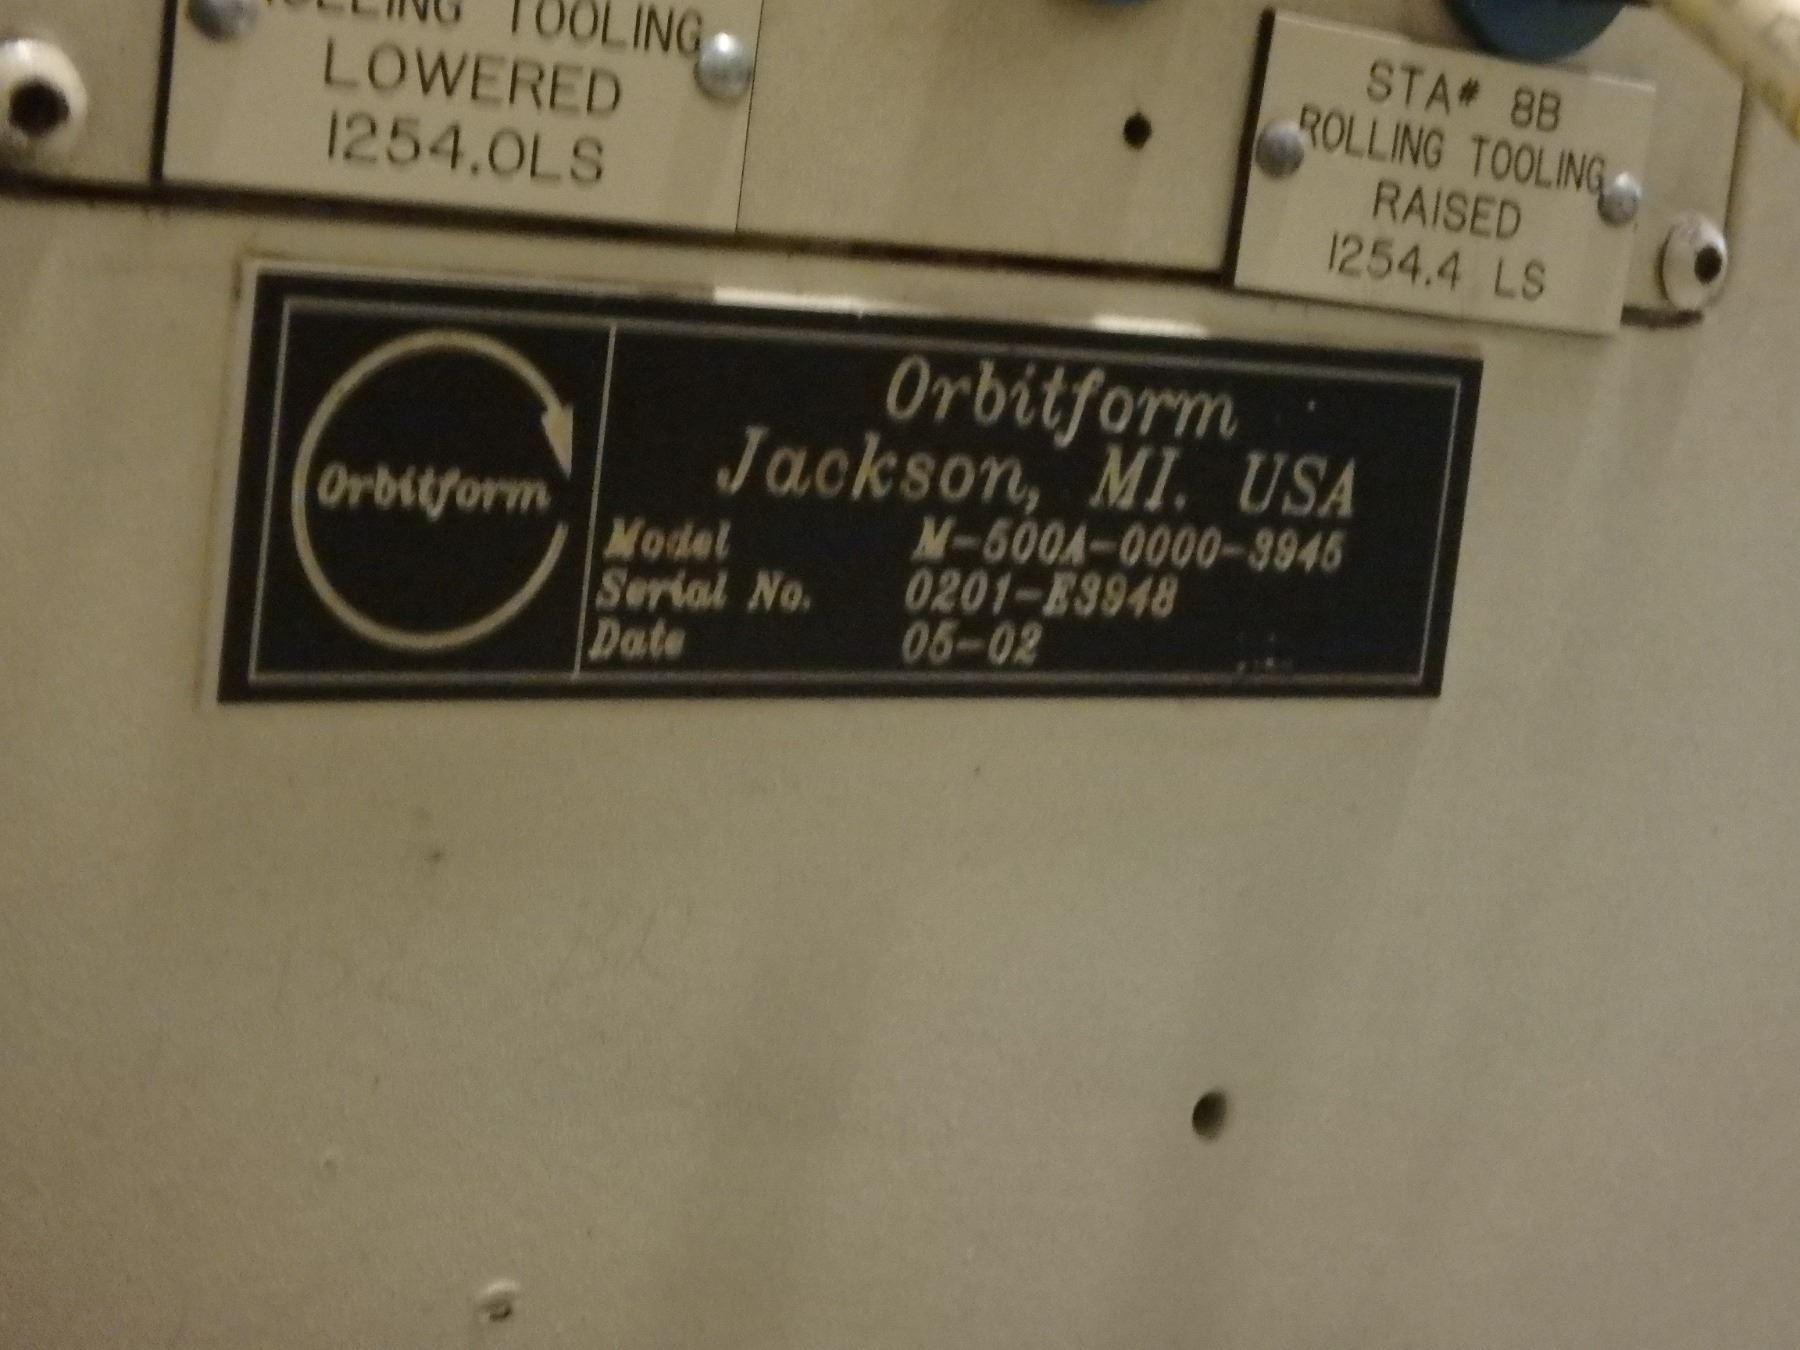 ROLLING TOOLING
LOWERED
1254.0LS
STA# 8B
ROLLING TOOLING
RAISED
1254.4 LS
Orbitform
Orbitform
Jackson, MI. USA
Model M-500A-0000-3945
Serial No. 0201-E3948
Date 05-02